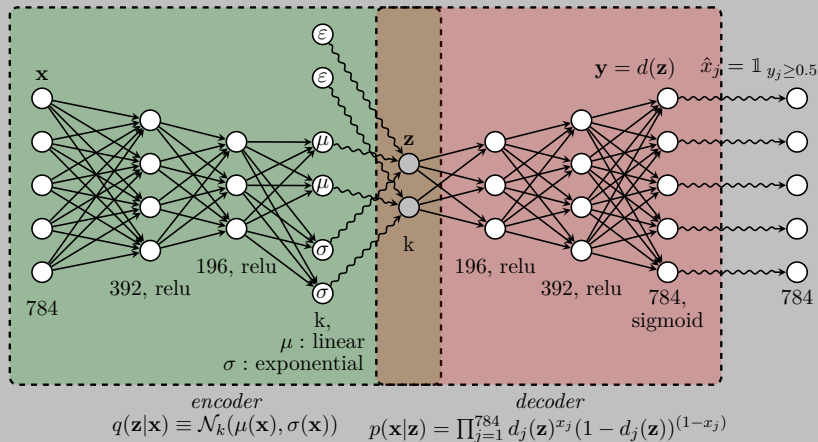 ε
ε
x
y = d(z)
x̂_j = 𝟙_{y_j≥0.5}
z
μ
μ
σ
σ
k
784
392, relu
196, relu
k,
μ : linear
σ : exponential
196, relu
392, relu
784,
sigmoid
784
encoder
q(z|x) ≡ 𝒩_k(μ(x), σ(x))
decoder
p(x|z) = ∏_{j=1}^{784} d_j(z)^{x_j}(1 − d_j(z))^{(1−x_j)}